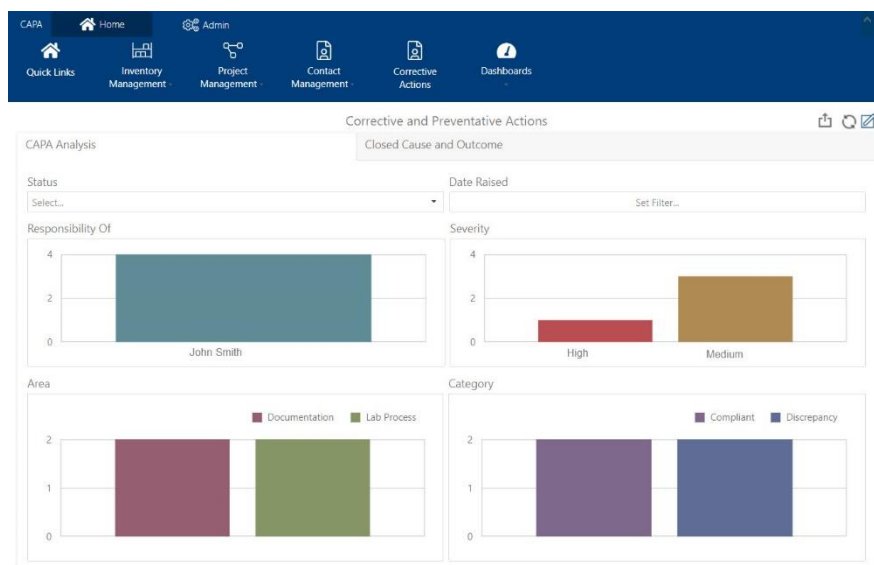 CAPA Home Admin
Quick Links Inventory Management Project Management Contact Management Corrective Actions Dashboards
Corrective and Preventative Actions
CAPA Analysis Closed Cause and Outcome
Status Date Raised
Select... Set Filter...
Responsibility Of Severity
4 4
2 2
0 0
John Smith High Medium
Area Category
Documentation Lab Process Compliant Discrepancy
2 2
1 1
0 0